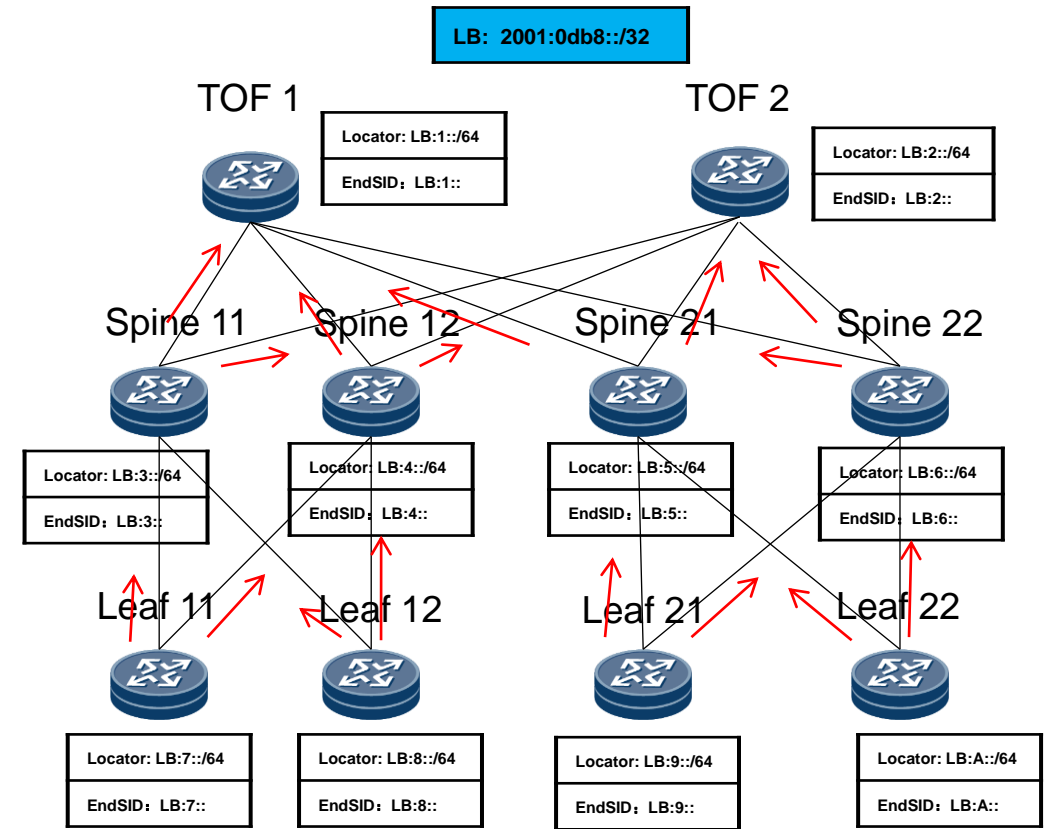 LB: 2001:0db8::/32
TOF 1
TOF 2
Locator: LB:1::/64
EndSID：LB:1::
Locator: LB:2::/64
EndSID：LB:2::
Spine 11
Spine 12
Spine 21
Spine 22
Locator: LB:3::/64
EndSID：LB:3::
Locator: LB:4::/64
EndSID：LB:4::
Locator: LB:5::/64
EndSID：LB:5::
Locator: LB:6::/64
EndSID：LB:6::
Leaf 11
Leaf 12
Leaf 21
Leaf 22
Locator: LB:7::/64
EndSID：LB:7::
Locator: LB:8::/64
EndSID：LB:8::
Locator: LB:9::/64
EndSID：LB:9::
Locator: LB:A::/64
EndSID：LB:A::